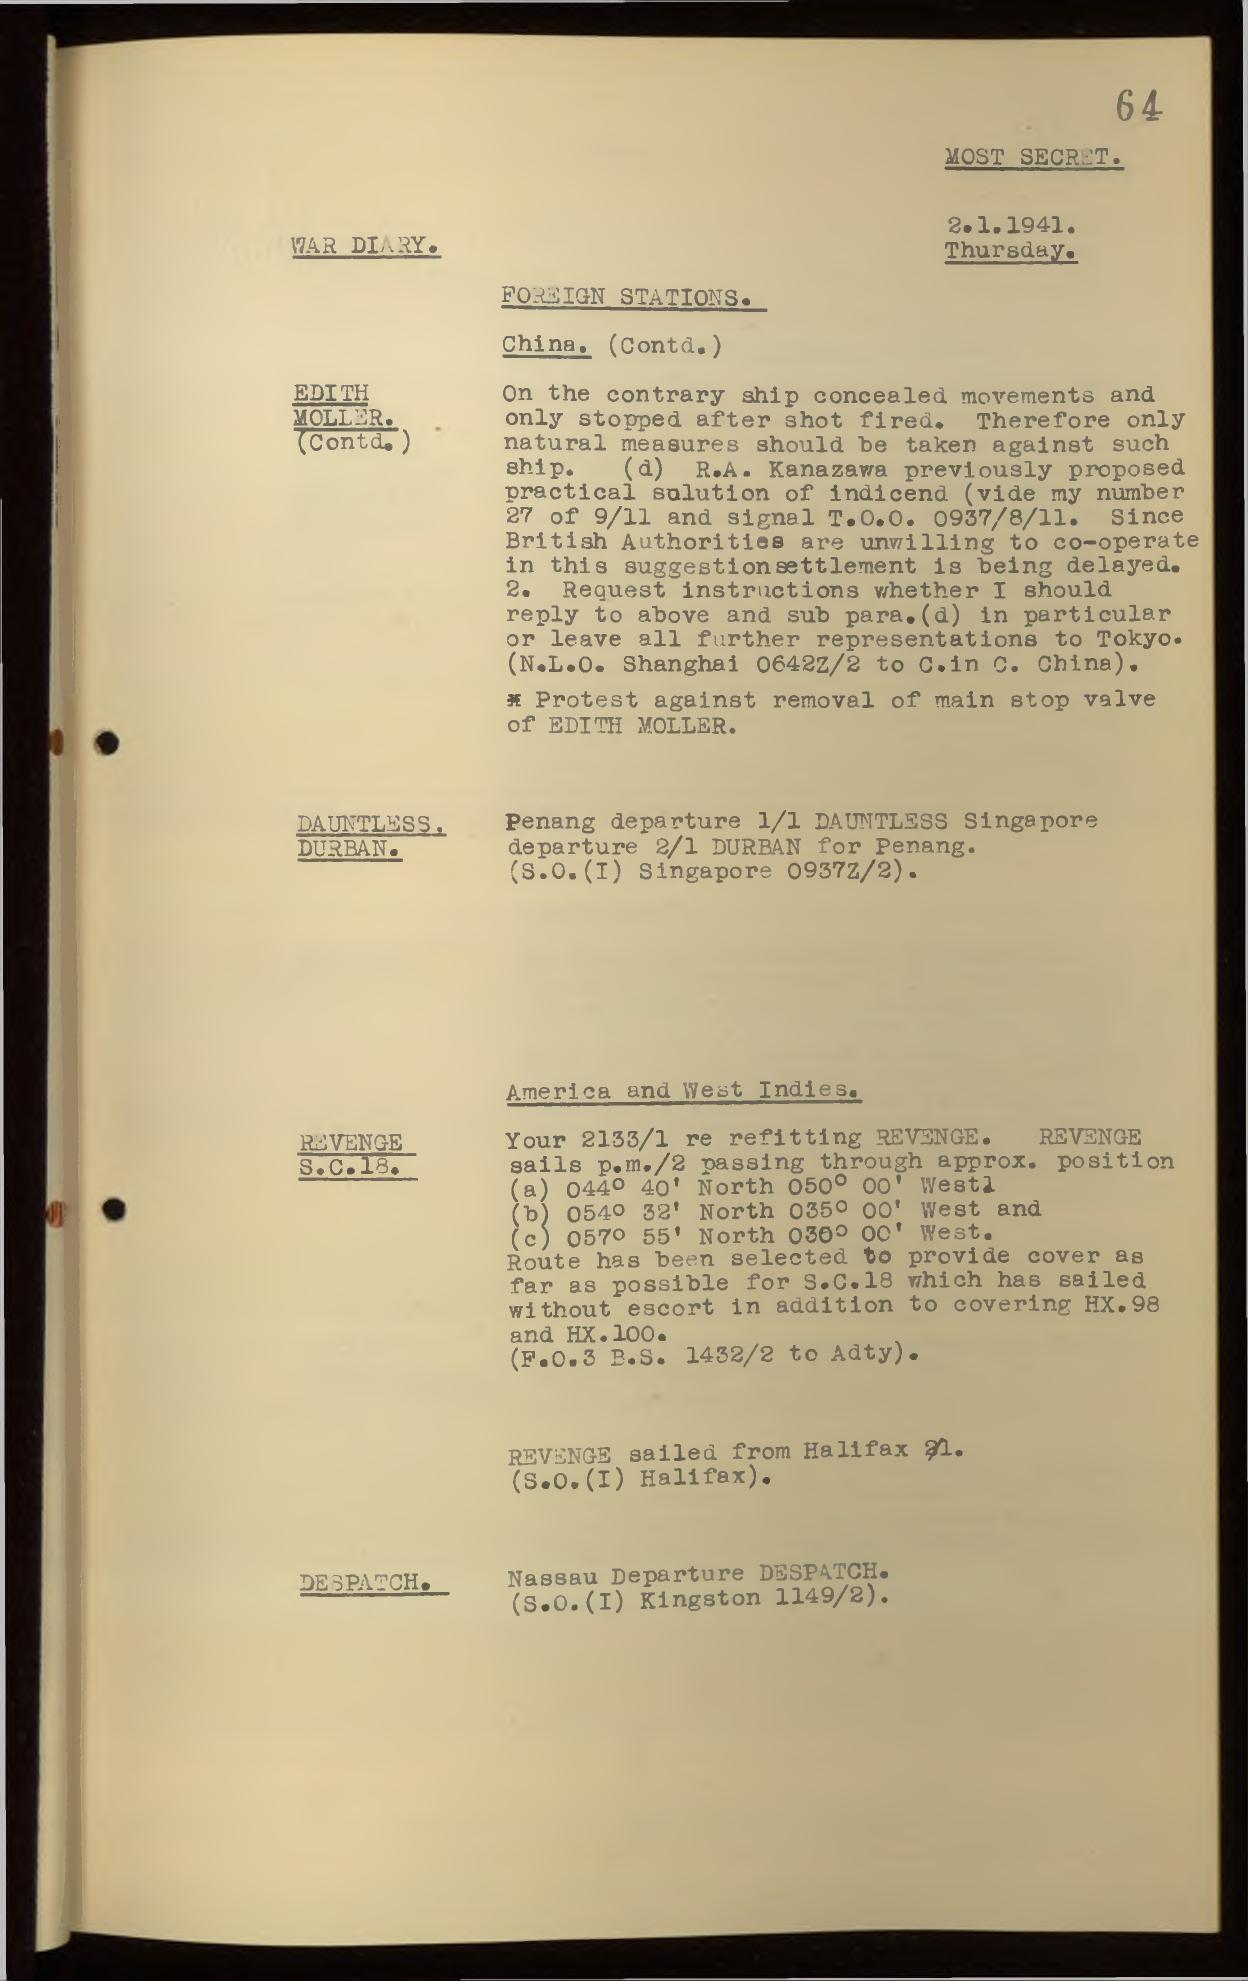 64
MOST SECRET.
2.1.1941.
WAR DIARY.
Thursday.
FOREIGN STATIONS.
China. (Contd.)
EDITH
MOLLER.
(Contd.)
On the contrary ship concealed movements and
only stopped after shot fired. Therefore only
natural measures should be taken against such
ship. (d) R.A. Kanazawa previously proposed
practical solution of indicend (vide my number
27 of 9/11 and signal T.O.O. 0937/8/11. Since
British Authorities are unwilling to co-operate
in this suggestionsettlement is being delayed.
2. Request instructions whether I should
reply to above and sub para.(d) in particular
or leave all further representations to Tokyo.
(N.L.O. Shanghai 0642Z/2 to C.in C. China).
* Protest against removal of main stop valve
of EDITH MOLLER.
DAUNTLESS.
DURBAN.
Penang departure 1/1 DAUNTLESS Singapore
departure 2/1 DURBAN for Penang.
(S.O.(I) Singapore 0937Z/2).
America and West Indies.
REVENGE
S.C.18.
Your 2133/1 re refitting REVENGE. REVENGE
sails p.m./2 passing through approx. position
(a) 044° 40' North 050° 00' West
(b) 054° 32' North 035° 00' West and
(c) 057° 55' North 030° 00' West.
Route has been selected to provide cover as
far as possible for S.C.18 which has sailed
without escort in addition to covering HX.98
and HX.100.
(F.O.3 B.S. 1432/2 to Adty).
REVENGE sailed from Halifax 2/1.
(S.O.(I) Halifax).
DESPATCH.
Nassau Departure DESPATCH.
(S.O.(I) Kingston 1149/2).